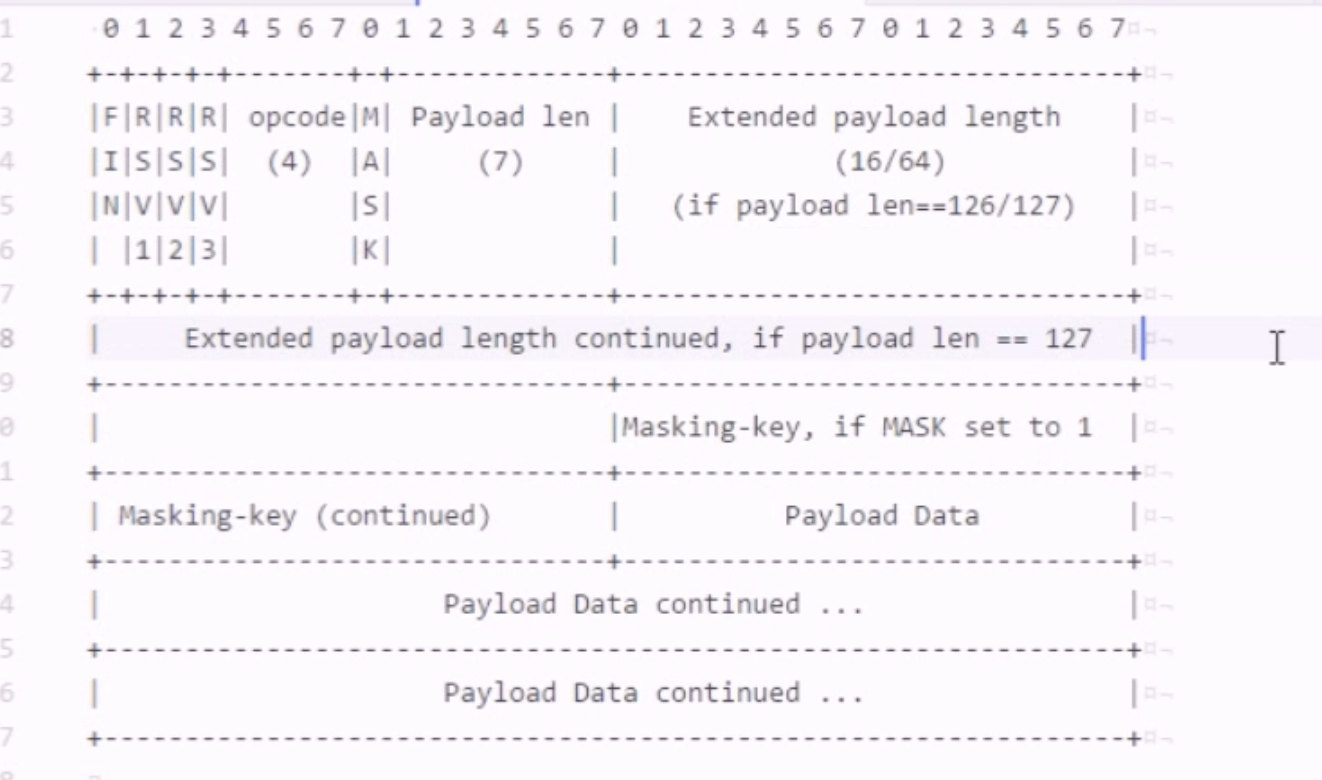 1 0 1 2 3 4 5 6 7 0 1 2 3 4 5 6 7 0 1 2 3 4 5 6 7 0 1 2 3 4 5 6 7¤¬
2 +-+-+-+-+-------+-+-------------+-------------------------------+¤¬
3 |F|R|R|R| opcode|M| Payload len |    Extended payload length    |¤¬
4 |I|S|S|S|  (4)  |A|     (7)     |             (16/64)           |¤¬
5 |N|V|V|V|       |S|             |   (if payload len==126/127)   |¤¬
6 | |1|2|3|       |K|             |                               |¤¬
7 +-+-+-+-+-------+-+-------------+-------------------------------+¤¬
8 |     Extended payload length continued, if payload len == 127  |¤¬
9 +-------------------------------+-------------------------------+¤¬
0 |                               |Masking-key, if MASK set to 1  |¤¬
1 +-------------------------------+-------------------------------+¤¬
2 | Masking-key (continued)       |          Payload Data         |¤¬
3 +-------------------------------+-------------------------------+¤¬
4 |                     Payload Data continued ...                |¤¬
5 +---------------------------------------------------------------+¤¬
6 |                     Payload Data continued ...                |¤¬
7 +---------------------------------------------------------------+¤¬